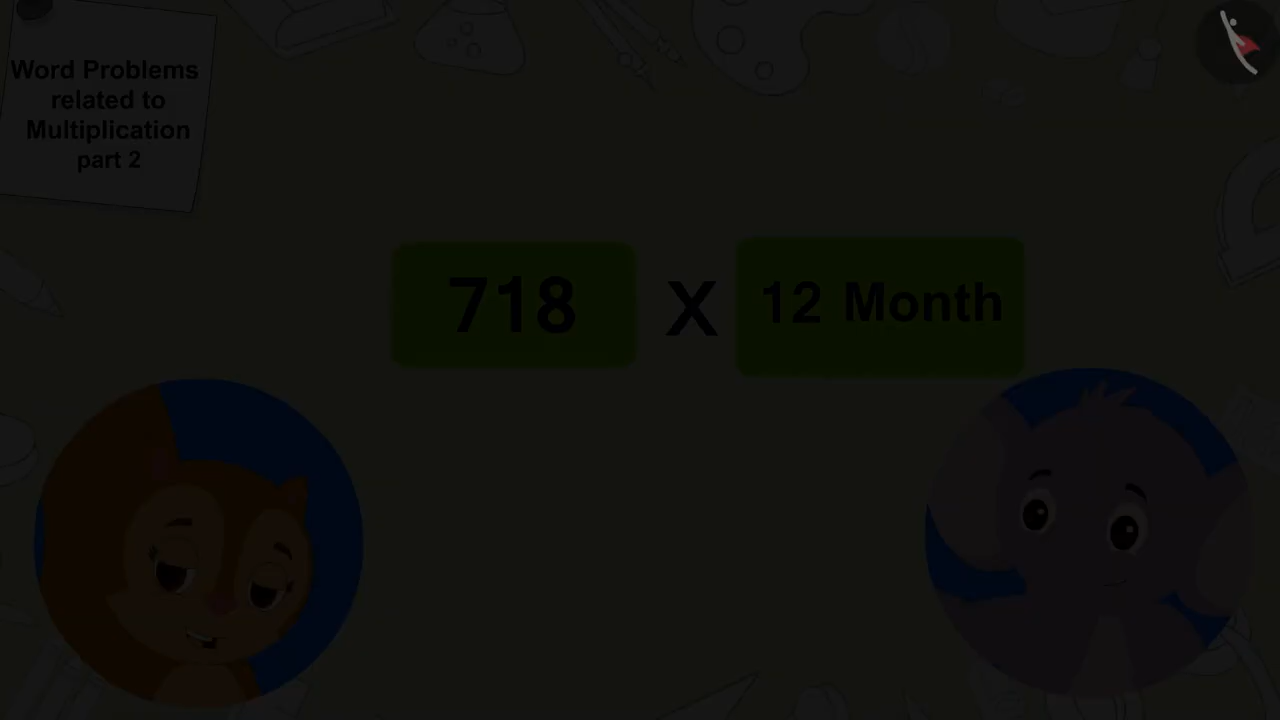 Word Problems
related to
Multiplication
part 2
718 X 12 Month